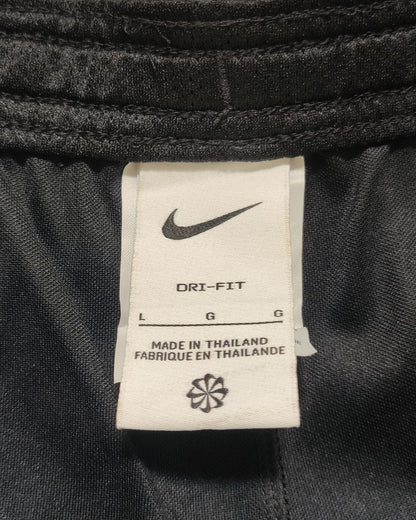 DRI-FIT
L G G
MADE IN THAILAND
FABRIQUE EN THAILANDE